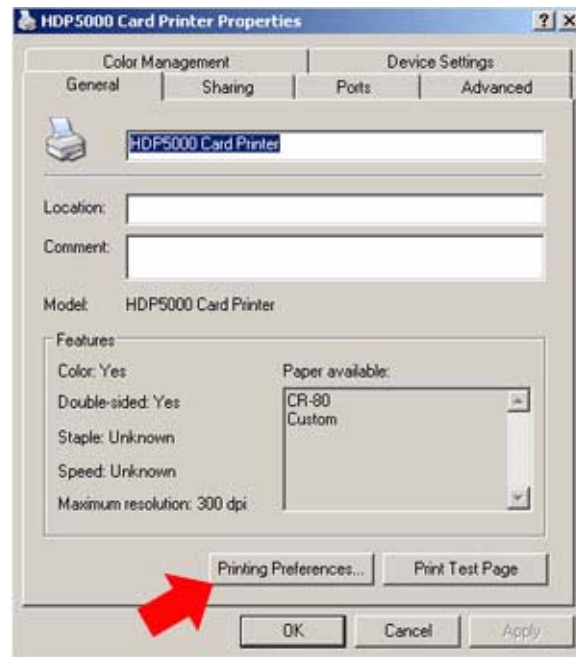 HDP5000 Card Printer Properties
? X
Color Management Device Settings
General Sharing Ports Advanced
HDP5000 Card Printer
Location:
Comment:
Model: HDP5000 Card Printer
Features
Color: Yes
Paper available:
Double-sided: Yes
CR-80
Custom
Staple: Unknown
Speed: Unknown
Maximum resolution: 300 dpi
Printing Preferences... Print Test Page
OK Cancel Apply